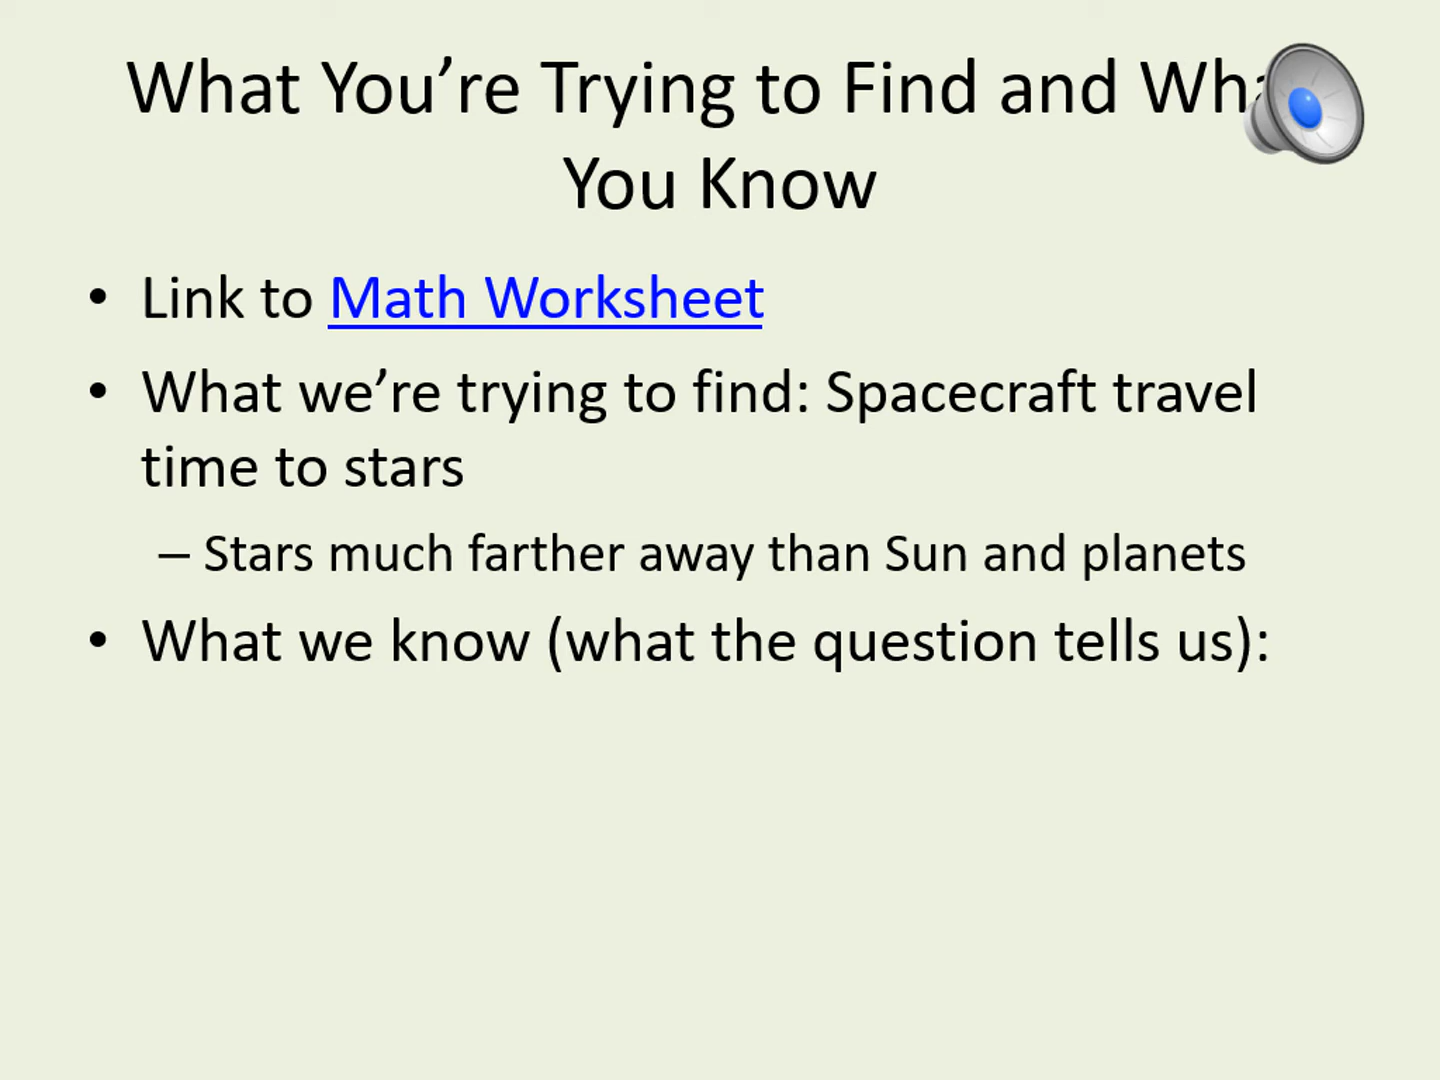 What You’re Trying to Find and Wha
You Know
• Link to Math Worksheet
• What we’re trying to find: Spacecraft travel
time to stars
– Stars much farther away than Sun and planets
• What we know (what the question tells us):